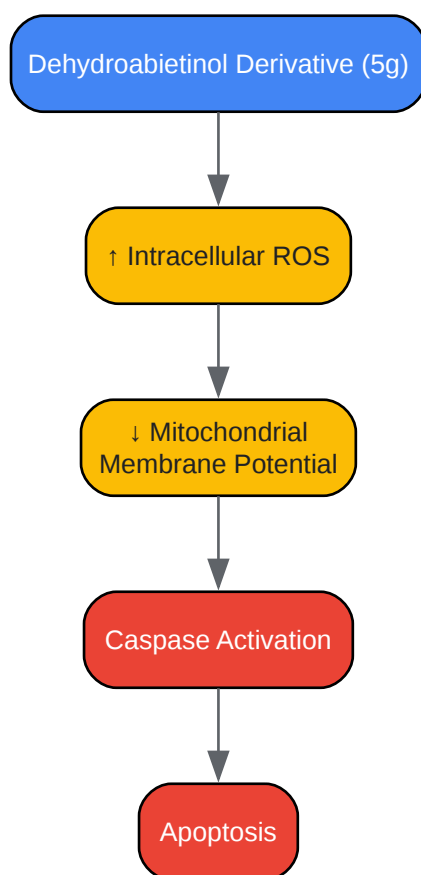 Dehydroabietinol Derivative (5g)
↑ Intracellular ROS
↓ Mitochondrial
Membrane Potential
Caspase Activation
Apoptosis